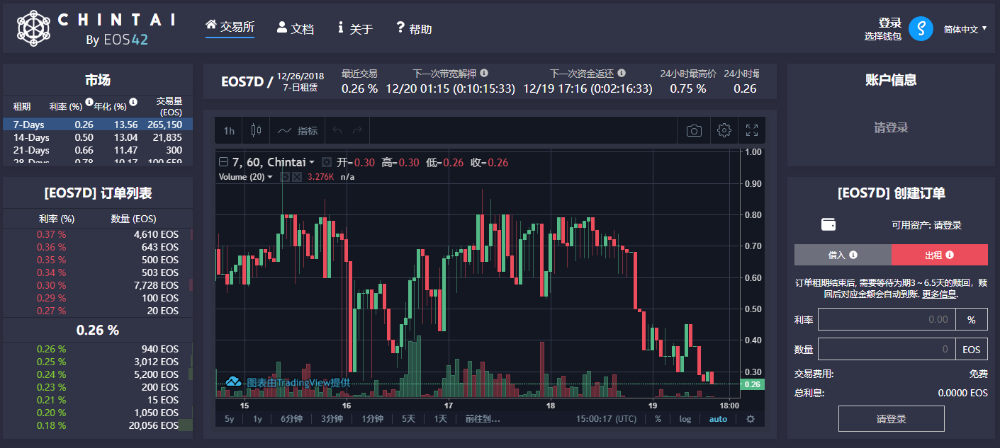 CHINTAI
By EOS42
交易所
文档
关于
帮助
登录
选择钱包
简体中文
市场
租期 利率 (%) 年化 (%) 交易量 (EOS)
7-Days 0.26 13.56 265,150
14-Days 0.50 13.04 21,835
21-Days 0.66 11.47 300
28-Days 0.78 10.17 100,659
EOS7D /
12/26/2018
7-日租赁
最近交易
0.26 %
下一次带宽解押
12/20 01:15 (0:10:15:33)
下一次资金返还
12/19 17:16 (0:02:16:33)
24小时最高价
0.75 %
24小时最
0.26
账户信息
请登录
[EOS7D] 订单列表
利率 (%) 数量 (EOS)
0.37 % 4,610 EOS
0.36 % 643 EOS
0.35 % 500 EOS
0.34 % 503 EOS
0.30 % 7,728 EOS
0.29 % 100 EOS
0.27 % 20 EOS
0.26 %
0.26 % 940 EOS
0.25 % 3,012 EOS
0.24 % 5,200 EOS
0.23 % 200 EOS
0.21 % 15 EOS
0.20 % 1,050 EOS
0.18 % 20,056 EOS
1h 指标
7, 60, Chintai 开=0.30 高=0.30 低=0.26 收=0.26
Volume (20) 3.276K n/a
1.00
0.90
0.80
0.70
0.60
0.50
0.40
0.30
0.26
图表由TradingView提供
15 16 17 18 19 18:00
5y 1y 6分钟 3分钟 1分钟 5天 1天 前往到... 15:00:17 (UTC) % log auto
[EOS7D] 创建订单
可用资产: 请登录
借入 出租
订单租期结束后, 需要等待为期3 ~ 6.5天的赎回，赎
回后对应金额会自动到账. 更多信息.
利率 0.00 %
数量 0 EOS
交易费用: 免费
总利息: 0.0000 EOS
请登录